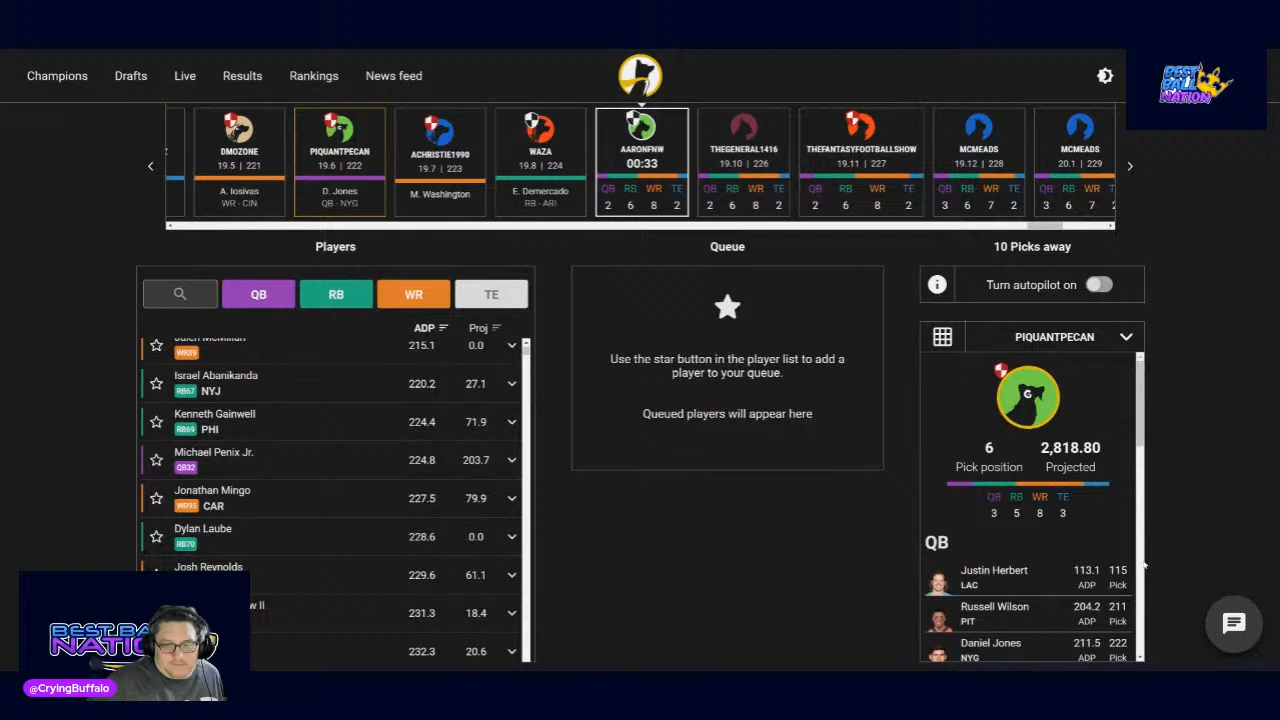 Champions Drafts Live Results Rankings News feed
BEST BALL NATION
DMOZONE
19.5 | 221
A. Iosivas
WR - CIN
PIQUANTPECAN
19.6 | 222
D. Jones
QB - NYG
ACHRISTIE1990
19.7 | 223
M. Washington
WAZA
19.8 | 224
E. Demercado
RB - ARI
AARONFNW
00:33
QB RB WR TE
2 6 8 2
THEGENERAL1416
19.10 | 226
QB RB WR TE
2 6 8 2
THEFANTASYFOOTBALLSHOW
19.11 | 227
QB RB WR TE
2 6 8 2
MCMEADS
19.12 | 228
QB RB WR TE
3 6 7 2
MCMEADS
20.1 | 229
QB RB WR
3 6 7
Players
QB RB WR TE
ADP Proj
WR89
215.1 0.0
Israel Abanikanda
RB67 NYJ
220.2 27.1
Kenneth Gainwell
RB69 PHI
224.4 71.9
Michael Penix Jr.
QB32
224.8 203.7
Jonathan Mingo
WR95 CAR
227.5 79.9
Dylan Laube
RB70
228.6 0.0
Josh Reynolds
229.6 61.1
w II
231.3 18.4
232.3 20.6
Queue
Use the star button in the player list to add a
player to your queue.
Queued players will appear here
10 Picks away
Turn autopilot on
PIQUANTPECAN
G
6 2,818.80
Pick position Projected
QB RB WR TE
3 5 8 3
QB
Justin Herbert 113.1 115
LAC ADP Pick
Russell Wilson 204.2 211
PIT ADP Pick
Daniel Jones 211.5 222
NYG ADP Pick
@CryingBuffalo